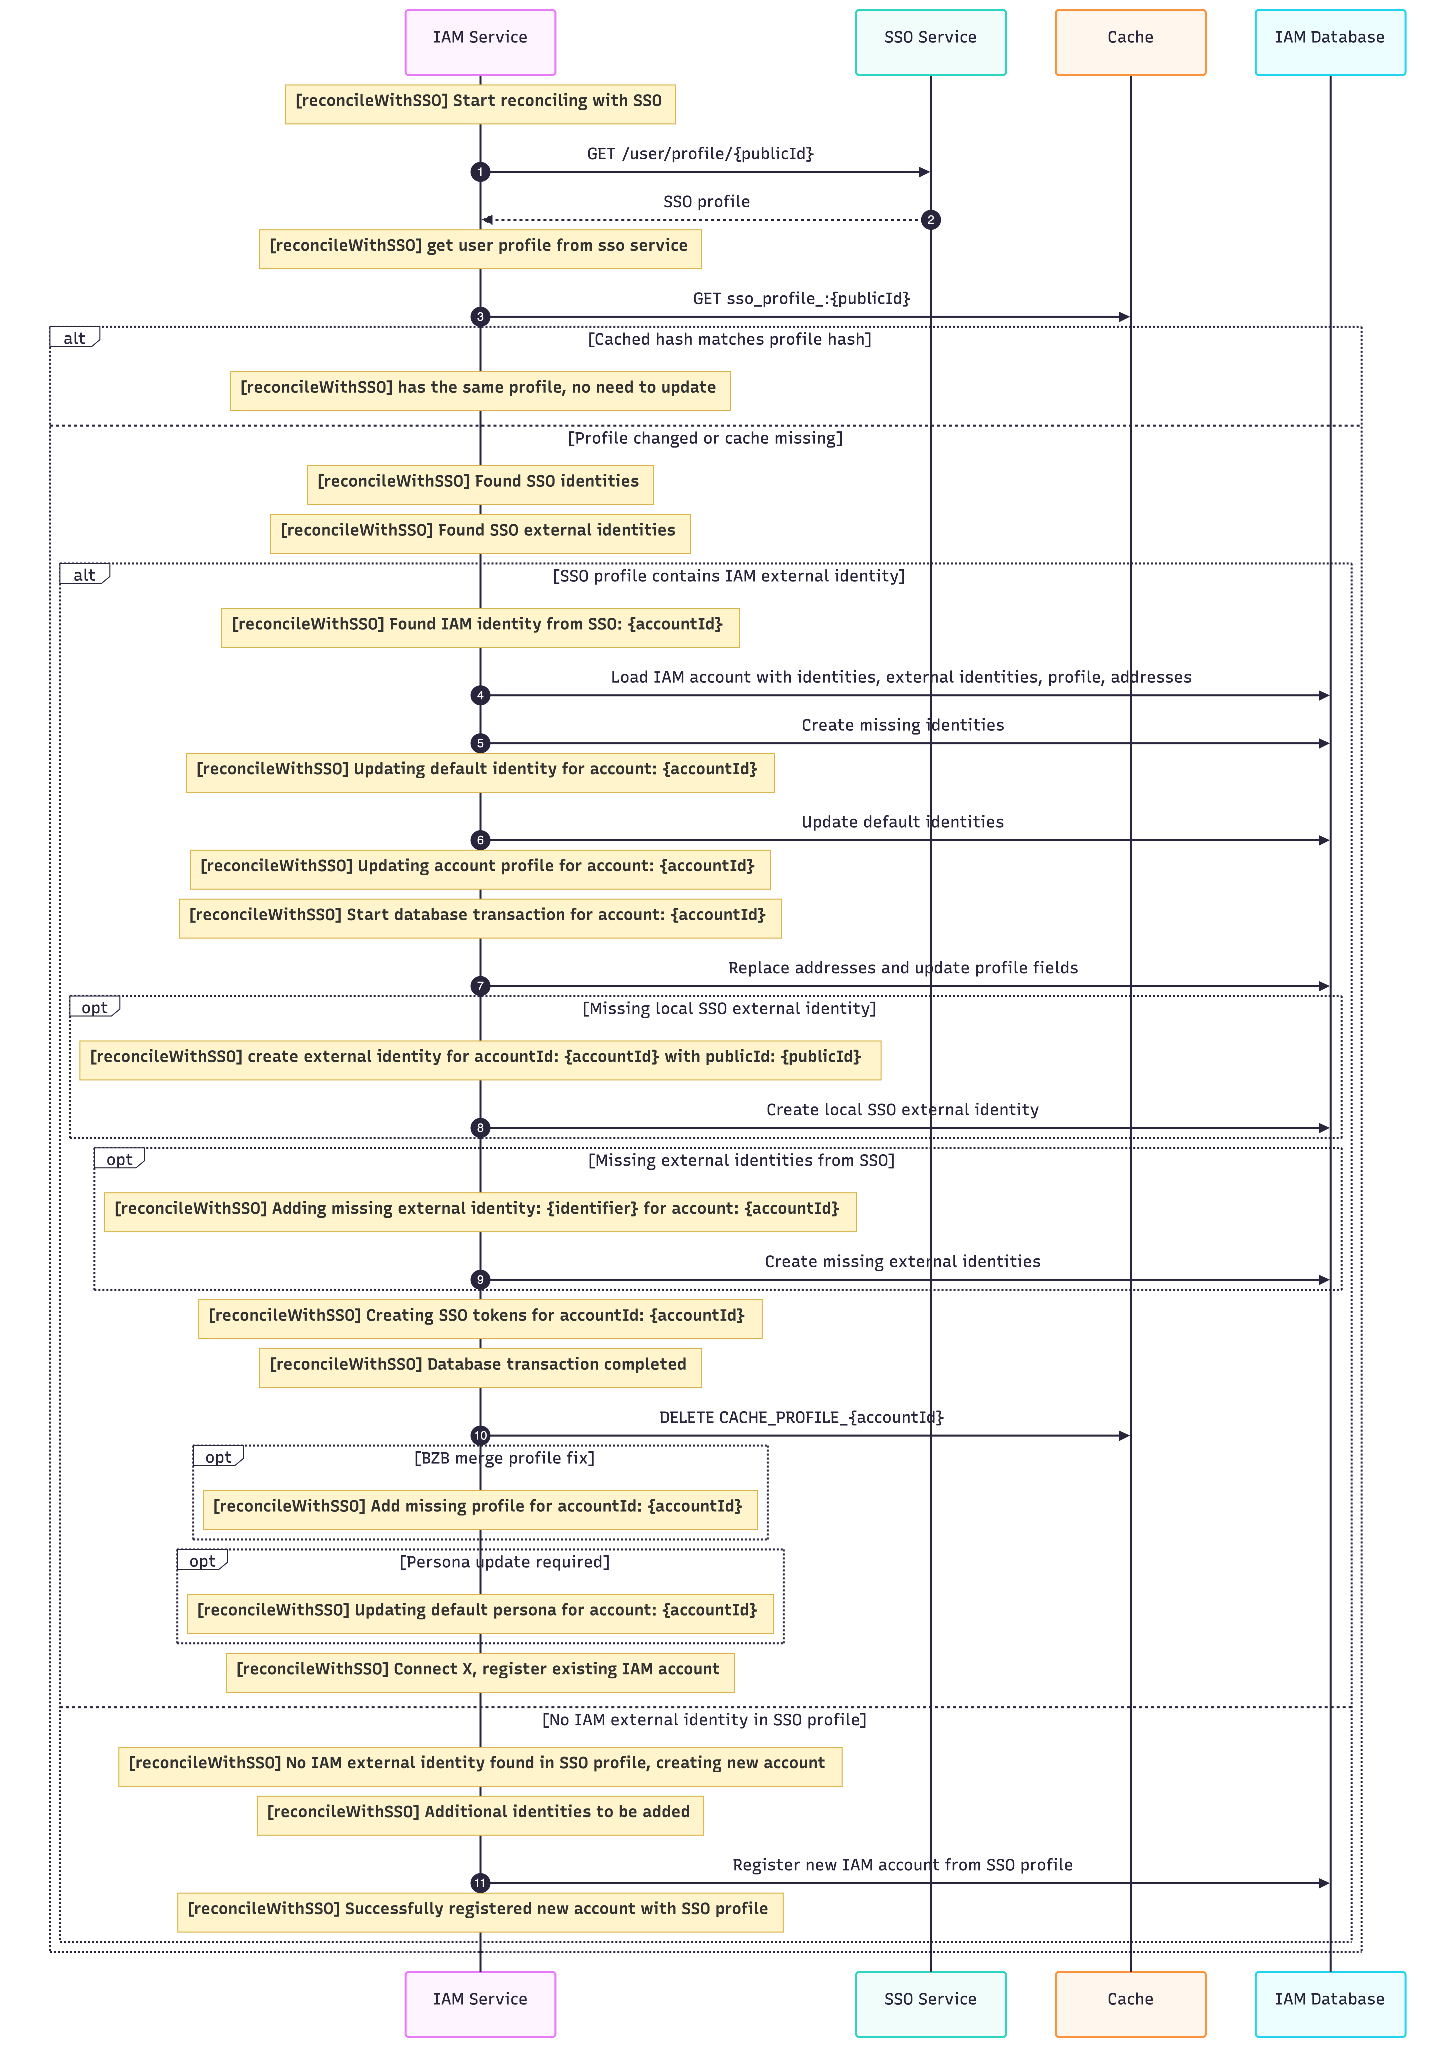 IAM Service
SSO Service
Cache
IAM Database
[reconcileWithSSO] Start reconciling with SSO
GET /user/profile/{publicId}
1
SSO profile
2
[reconcileWithSSO] get user profile from sso service
GET sso_profile_:{publicId}
3
alt
[Cached hash matches profile hash]
[reconcileWithSSO] has the same profile, no need to update
[Profile changed or cache missing]
[reconcileWithSSO] Found SSO identities
[reconcileWithSSO] Found SSO external identities
alt
[SSO profile contains IAM external identity]
[reconcileWithSSO] Found IAM identity from SSO: {accountId}
Load IAM account with identities, external identities, profile, addresses
4
Create missing identities
5
[reconcileWithSSO] Updating default identity for account: {accountId}
Update default identities
6
[reconcileWithSSO] Updating account profile for account: {accountId}
[reconcileWithSSO] Start database transaction for account: {accountId}
Replace addresses and update profile fields
7
opt
[Missing local SSO external identity]
[reconcileWithSSO] create external identity for accountId: {accountId} with publicId: {publicId}
Create local SSO external identity
8
opt
[Missing external identities from SSO]
[reconcileWithSSO] Adding missing external identity: {identifier} for account: {accountId}
Create missing external identities
9
[reconcileWithSSO] Creating SSO tokens for accountId: {accountId}
[reconcileWithSSO] Database transaction completed
DELETE CACHE_PROFILE_{accountId}
10
opt
[BZB merge profile fix]
[reconcileWithSSO] Add missing profile for accountId: {accountId}
opt
[Persona update required]
[reconcileWithSSO] Updating default persona for account: {accountId}
[reconcileWithSSO] Connect X, register existing IAM account
[No IAM external identity in SSO profile]
[reconcileWithSSO] No IAM external identity found in SSO profile, creating new account
[reconcileWithSSO] Additional identities to be added
Register new IAM account from SSO profile
11
[reconcileWithSSO] Successfully registered new account with SSO profile
IAM Service
SSO Service
Cache
IAM Database